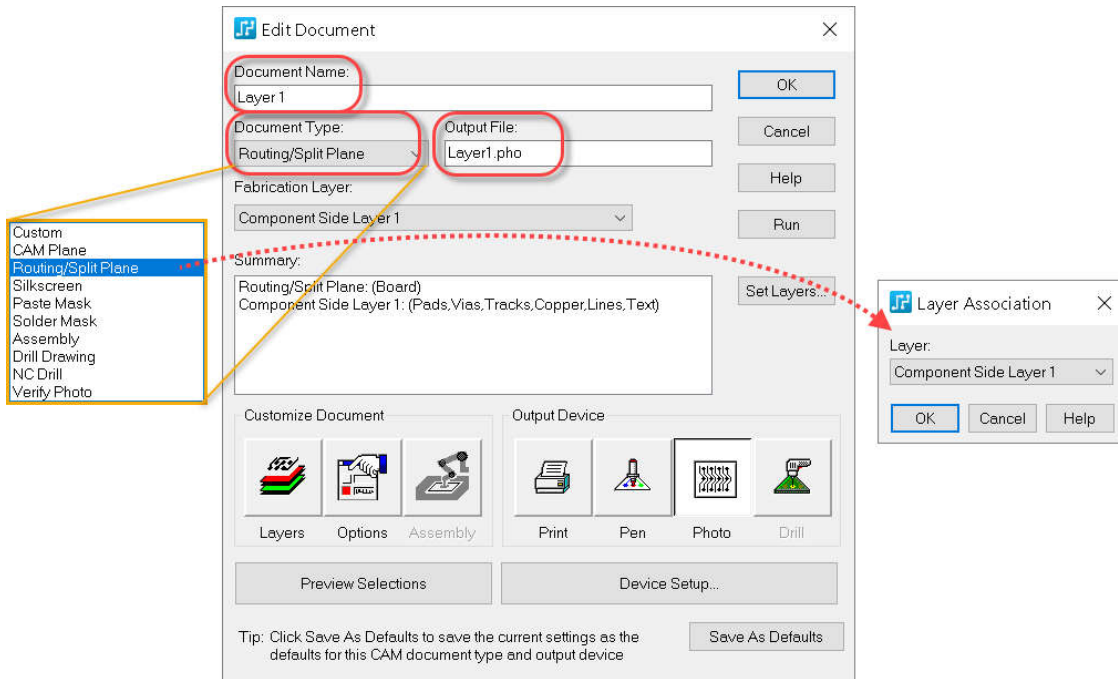 Edit Document
Document Name:
OK
Layer 1
Document Type:
Output File:
Cancel
Routing/Split Plane
Layer1.pho
Help
Fabrication Layer:
Component Side Layer 1
Run
Custom
CAM Plane
Routing/Split Plane
Silkscreen
Paste Mask
Solder Mask
Assembly
Drill Drawing
NC Drill
Verify Photo
Summary:
Routing/Split Plane: (Board)
Component Side Layer 1: (Pads,Vias,Tracks,Copper,Lines,Text)
Set Layers...
Layer Association
Layer:
Component Side Layer 1
OK
Cancel
Help
Customize Document
Output Device
Layers
Options
Assembly
Print
Pen
Photo
Drill
Preview Selections
Device Setup...
Tip: Click Save As Defaults to save the current settings as the
defaults for this CAM document type and output device
Save As Defaults